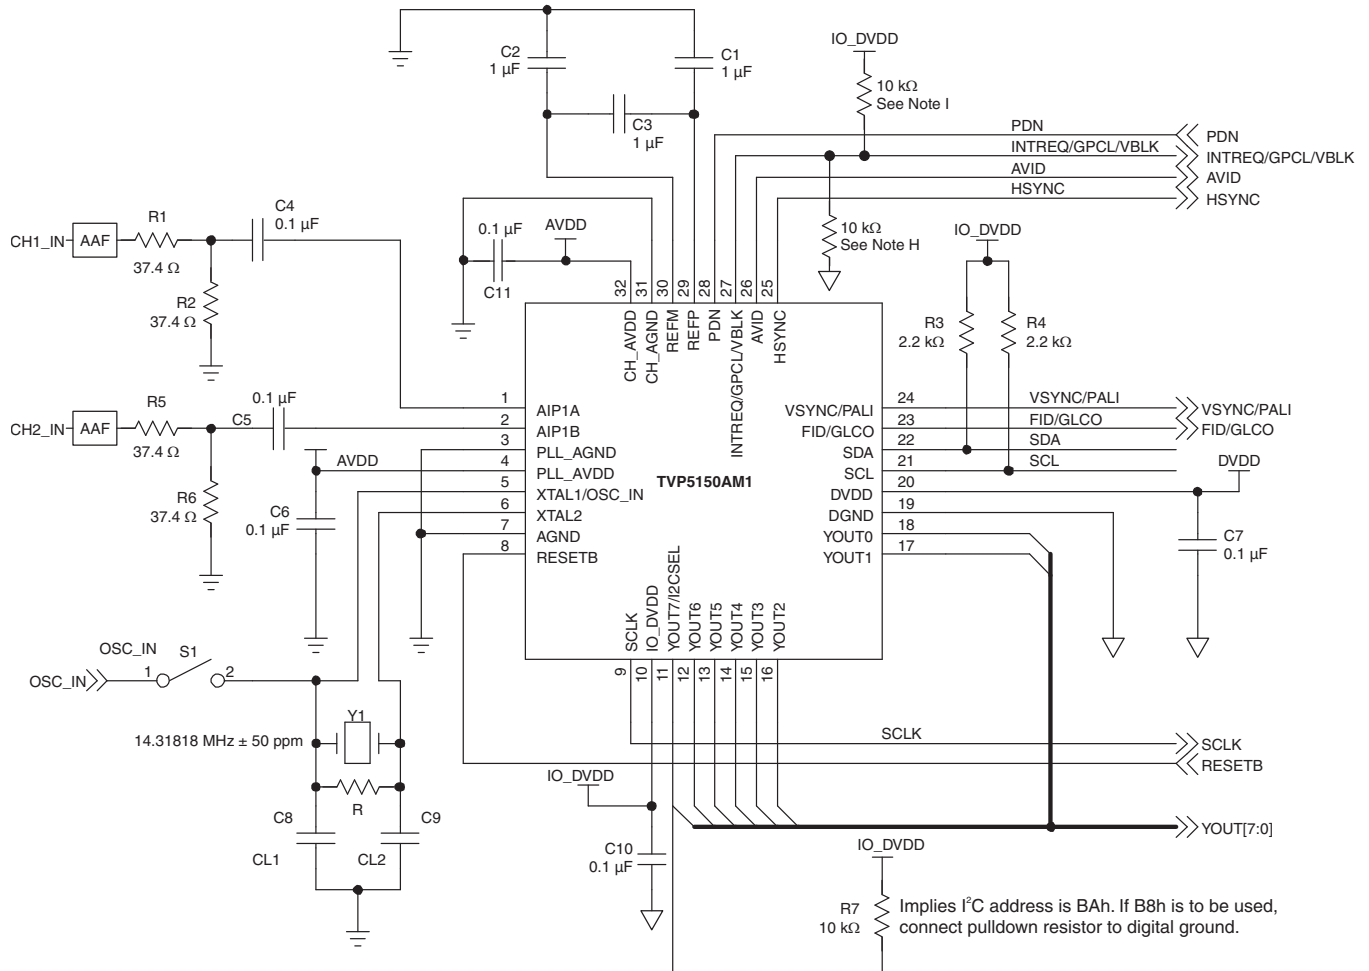 C2
1 µF
C1
1 µF
C3
1 µF
IO_DVDD
10 kΩ
See Note I
PDN
PDN
INTREQ/GPCL/VBLK
INTREQ/GPCL/VBLK
AVID
AVID
HSYNC
HSYNC
10 kΩ
See Note H
IO_DVDD
R3
2.2 kΩ
R4
2.2 kΩ
CH1_IN
AAF
R1
37.4 Ω
C4
0.1 µF
R2
37.4 Ω
0.1 µF
C11
AVDD
32
31
30
29
28
27
26
25
CH_AVDD
CH_AGND
REFM
REFP
PDN
INTREQ/GPCL/VBLK
AVID
HSYNC
CH2_IN
AAF
R5
37.4 Ω
C5
0.1 µF
R6
37.4 Ω
AVDD
C6
0.1 µF
1
AIP1A
2
AIP1B
3
PLL_AGND
4
PLL_AVDD
5
XTAL1/OSC_IN
6
XTAL2
7
AGND
8
RESETB
TVP5150AM1
VSYNC/PALI
24
VSYNC/PALI
VSYNC/PALI
FID/GLCO
23
FID/GLCO
FID/GLCO
SDA
22
SDA
SCL
21
SCL
DVDD
20
DVDD
DGND
19
YOUT0
18
YOUT1
17
C7
0.1 µF
SCLK
IO_DVDD
YOUT7/I2CSEL
YOUT6
YOUT5
YOUT4
YOUT3
YOUT2
9
10
11
12
13
14
15
16
OSC_IN
OSC_IN
1
S1
2
Y1
14.31818 MHz ± 50 ppm
R
C8
CL1
C9
CL2
SCLK
SCLK
RESETB
IO_DVDD
C10
0.1 µF
YOUT[7:0]
IO_DVDD
R7
10 kΩ
Implies I²C address is BAh. If B8h is to be used,
connect pulldown resistor to digital ground.